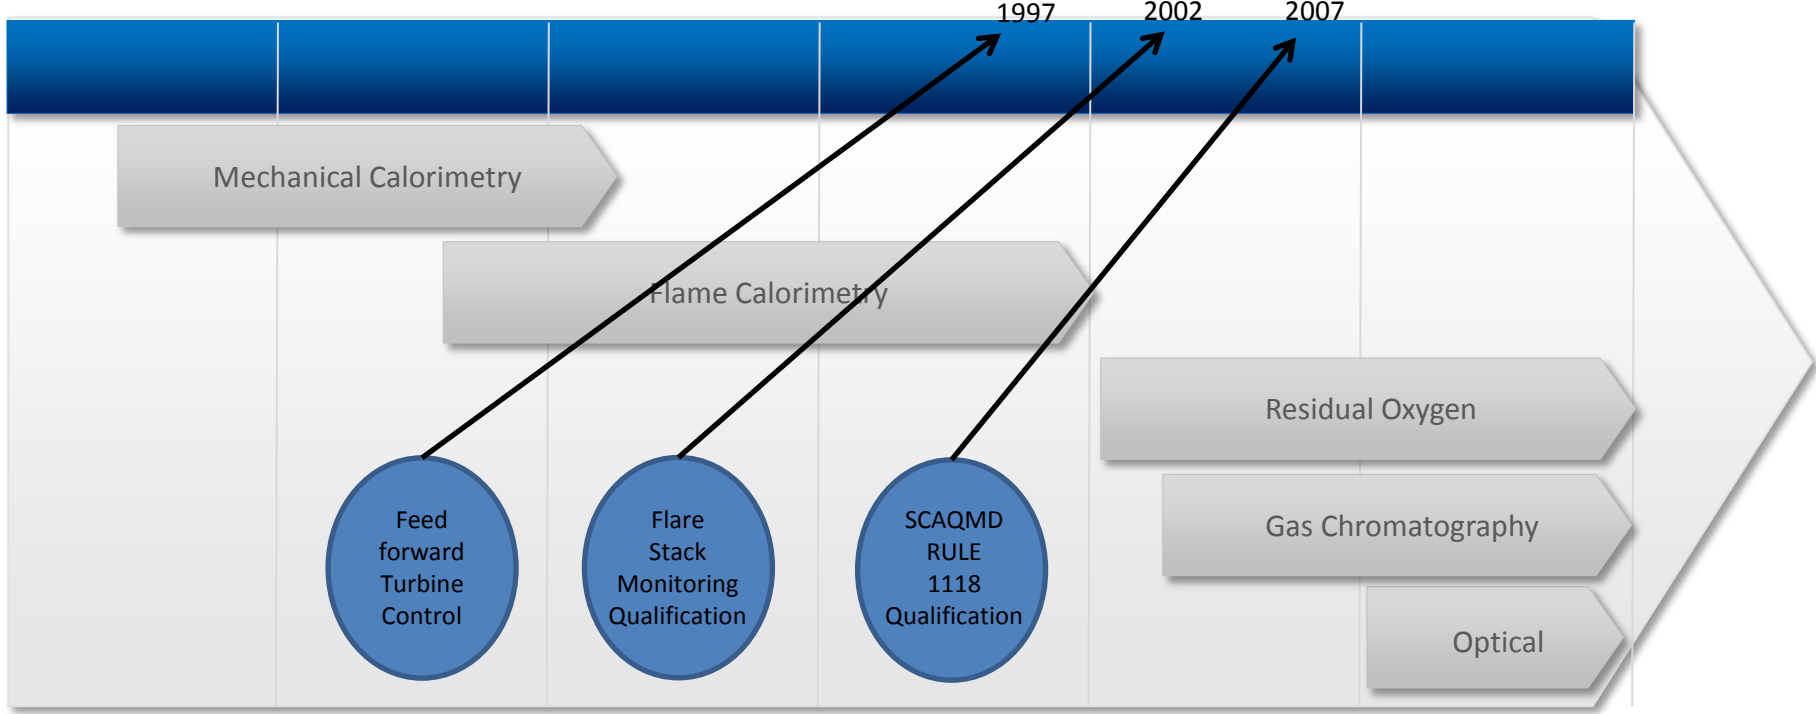 1997 2002 2007
Mechanical Calorimetry
Flame Calorimetry
Residual Oxygen
Gas Chromatography
Optical
Feed
forward
Turbine
Control
Flare
Stack
Monitoring
Qualification
SCAQMD
RULE
1118
Qualification